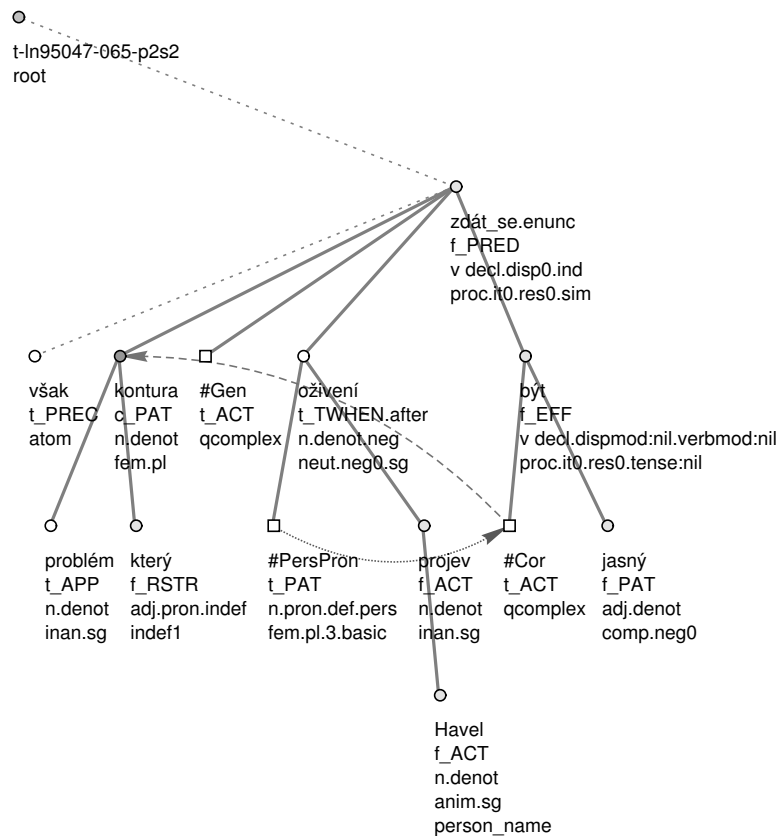 t-ln95047-065-p2s2
root
zdát_se.enunc
f_PRED
v decl.disp0.ind
proc.it0.res0.sim
však
t_PREC
atom
kontura
c_PAT
n.denot
fem.pl
#Gen
t_ACT
qcomplex
oživení
t_TWHEN.after
n.denot.neg
neut.neg0.sg
být
f_EFF
v decl.dispmod:nil.verbmod:nil
proc.it0.res0.tense:nil
problém
t_APP
n.denot
inan.sg
který
f_RSTR
adj.pron.indef
indef1
#PersPron
t_PAT
n.pron.def.pers
fem.pl.3.basic
projev
f_ACT
n.denot
inan.sg
#Cor
t_ACT
qcomplex
jasný
f_PAT
adj.denot
comp.neg0
Havel
f_ACT
n.denot
anim.sg
person_name